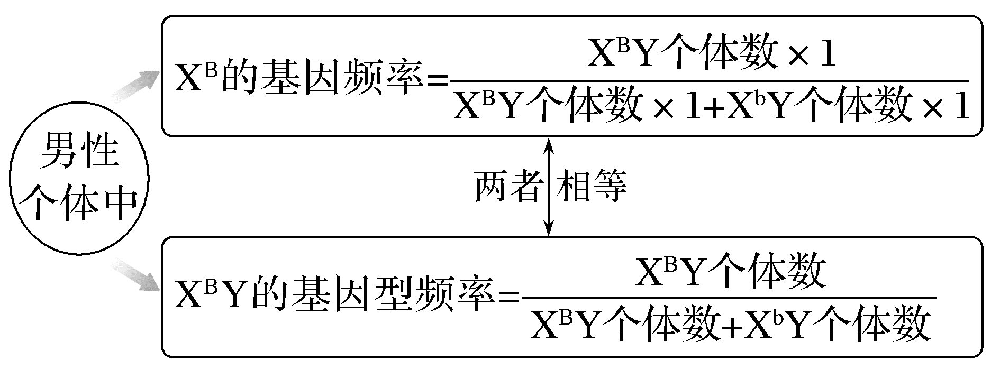 X^B的基因频率=\frac{X^BY个体数×1}{X^BY个体数×1+X^bY个体数×1}
男性
个体中
两者 相等
X^BY的基因型频率=\frac{X^BY个体数}{X^BY个体数+X^bY个体数}